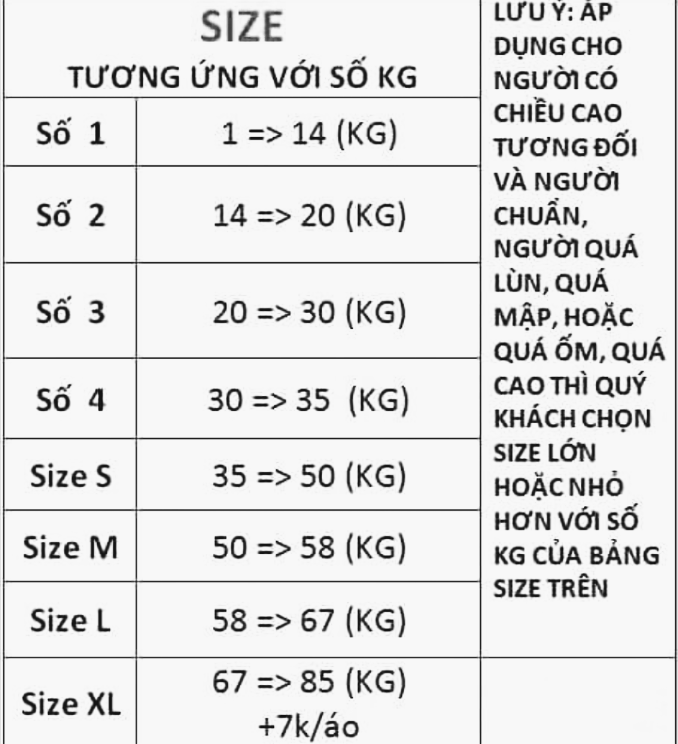 SIZE
TƯƠNG ỨNG VỚI SỐ KG
Số 1
1 => 14 (KG)
Số 2
14 => 20 (KG)
Số 3
20 => 30 (KG)
Số 4
30 => 35 (KG)
Size S
35 => 50 (KG)
Size M
50 => 58 (KG)
Size L
58 => 67 (KG)
Size XL
67 => 85 (KG)
+7k/áo
LƯU Ý: ÁP
DỤNG CHO
NGƯỜI CÓ
CHIỀU CAO
TƯƠNG ĐỐI
VÀ NGƯỜI
CHUẨN,
NGƯỜI QUÁ
LÙN, QUÁ
MẬP, HOẶC
QUÁ ỐM, QUÁ
CAO THÌ QUÝ
KHÁCH CHỌN
SIZE LỚN
HOẶC NHỎ
HƠN VỚI SỐ
KG CỦA BẢNG
SIZE TRÊN